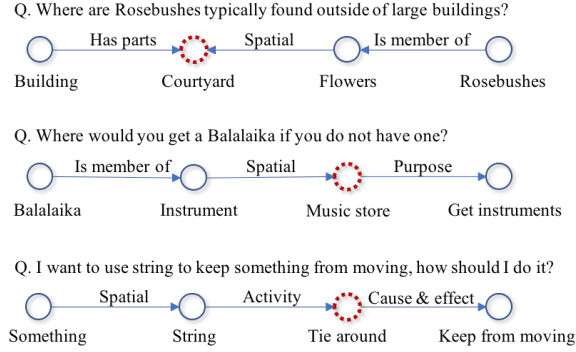 Q. Where are Rosebushes typically found outside of large buildings?
Has parts Spatial Is member of
Building Courtyard Flowers Rosebushes
Q. Where would you get a Balalaika if you do not have one?
Is member of Spatial Purpose
Balalaika Instrument Music store Get instruments
Q. I want to use string to keep something from moving, how should I do it?
Spatial Activity Cause & effect
Something String Tie around Keep from moving